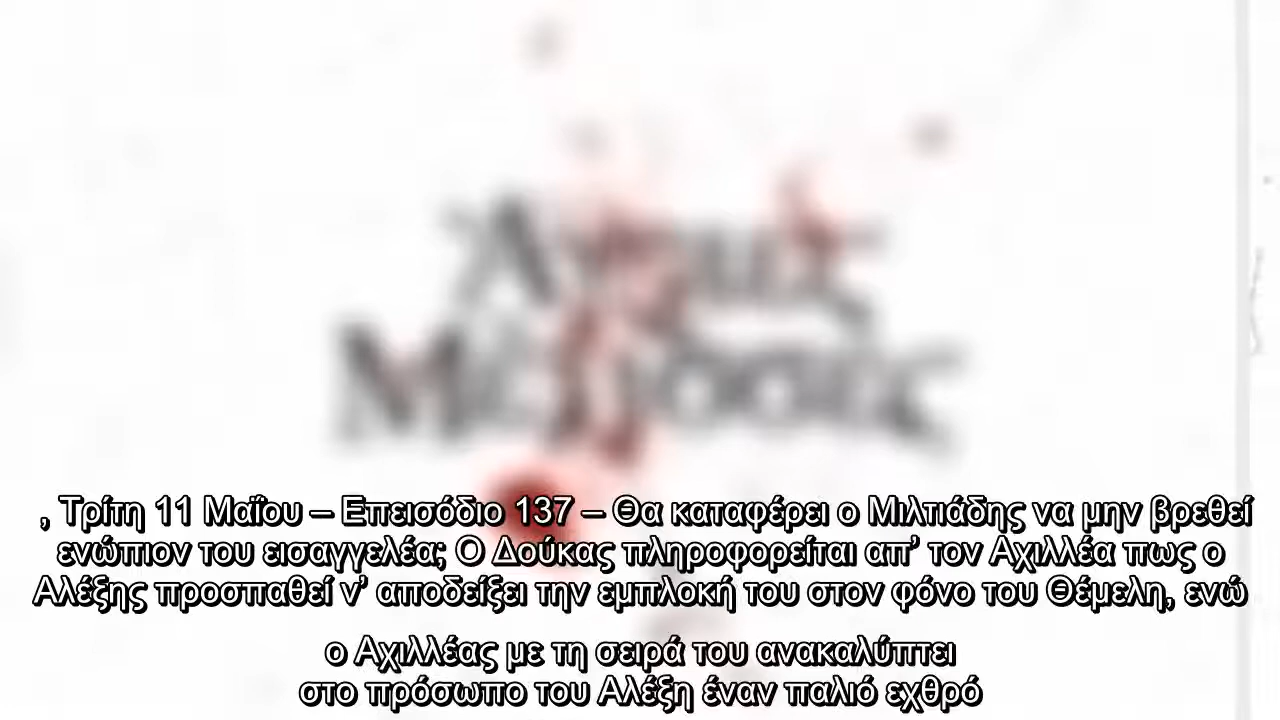 Άγριες
Μέλισσες
, Τρίτη 11 Μαΐου – Επεισόδιο 137 – Θα καταφέρει ο Μιλτιάδης να μην βρεθεί
ενώπιον του εισαγγελέα; Ο Δούκας πληροφορείται απ’ τον Αχιλλέα πως ο
Αλέξης προσπαθεί ν’ αποδείξει την εμπλοκή του στον φόνο του Θέμελη, ενώ
ο Αχιλλέας με τη σειρά του ανακαλύπτει
στο πρόσωπο του Αλέξη έναν παλιό εχθρό